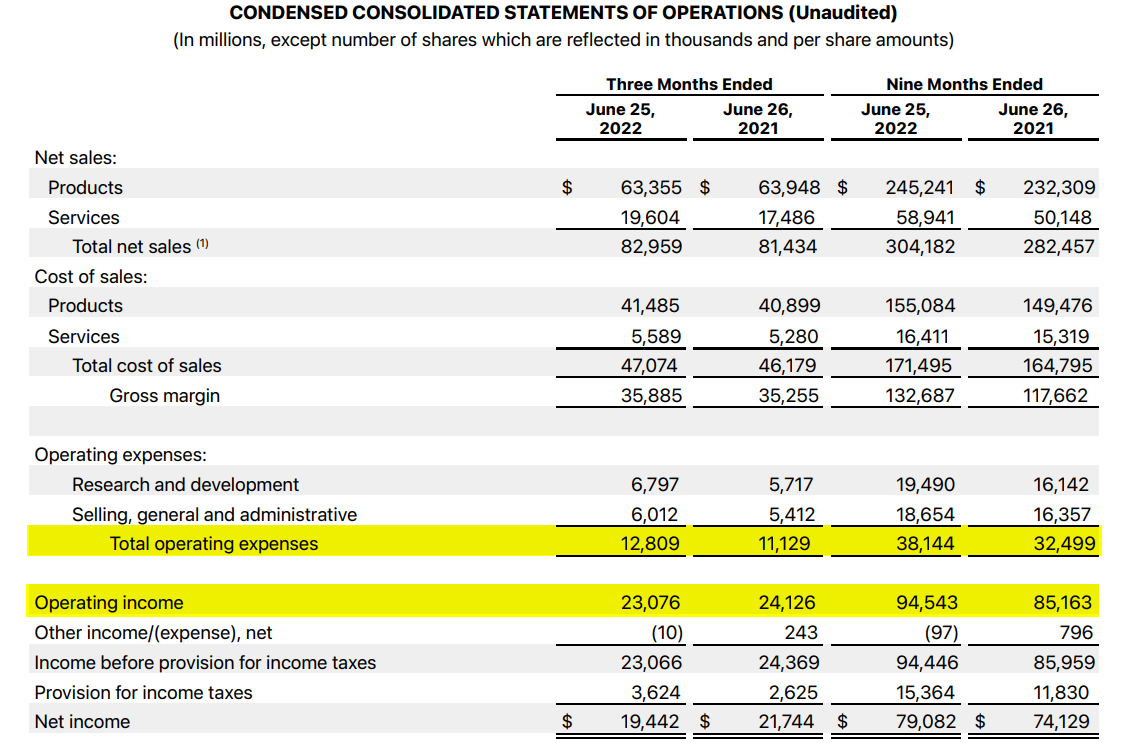 CONDENSED CONSOLIDATED STATEMENTS OF OPERATIONS (Unaudited)
(In millions, except number of shares which are reflected in thousands and per share amounts)
Three Months Ended Nine Months Ended
June 25, 2022 June 26, 2021 June 25, 2022 June 26, 2021
Net sales:
Products $ 63,355 $ 63,948 $ 245,241 $ 232,309
Services 19,604 17,486 58,941 50,148
Total net sales (1) 82,959 81,434 304,182 282,457
Cost of sales:
Products 41,485 40,899 155,084 149,476
Services 5,589 5,280 16,411 15,319
Total cost of sales 47,074 46,179 171,495 164,795
Gross margin 35,885 35,255 132,687 117,662
Operating expenses:
Research and development 6,797 5,717 19,490 16,142
Selling, general and administrative 6,012 5,412 18,654 16,357
Total operating expenses 12,809 11,129 38,144 32,499
Operating income 23,076 24,126 94,543 85,163
Other income/(expense), net (10) 243 (97) 796
Income before provision for income taxes 23,066 24,369 94,446 85,959
Provision for income taxes 3,624 2,625 15,364 11,830
Net income $ 19,442 $ 21,744 $ 79,082 $ 74,129